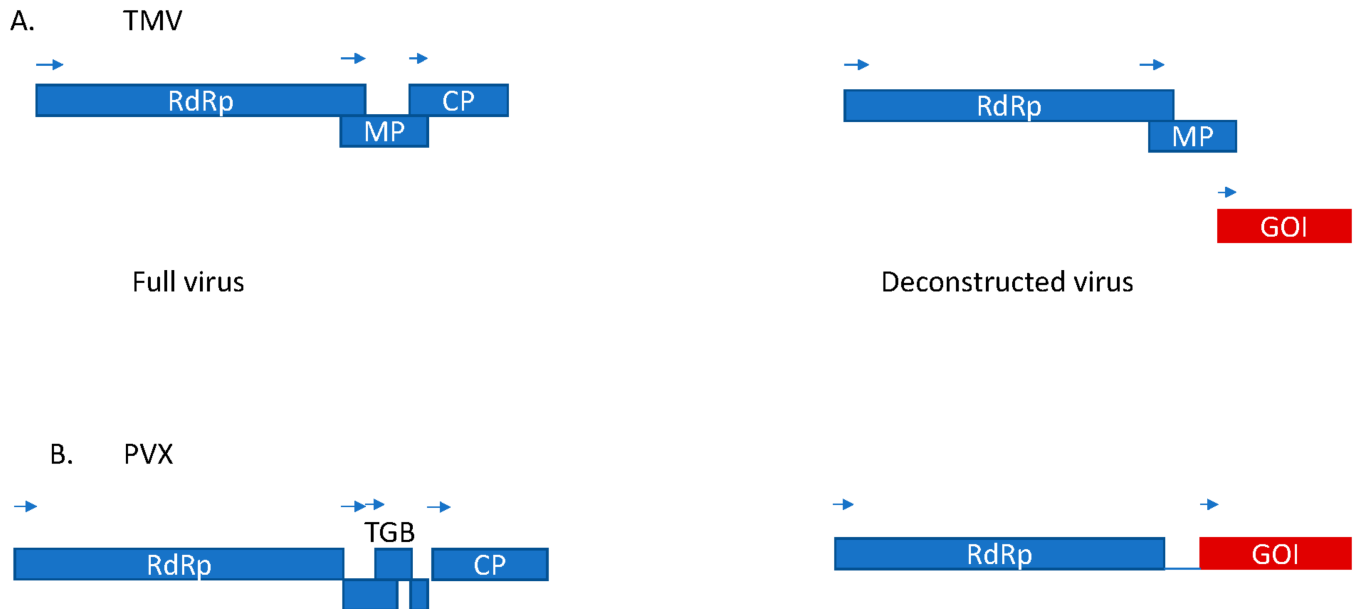 A. TMV
RdRp CP
MP
RdRp
MP
GOI
Full virus
Deconstructed virus
B. PVX
TGB
RdRp CP
RdRp GOI